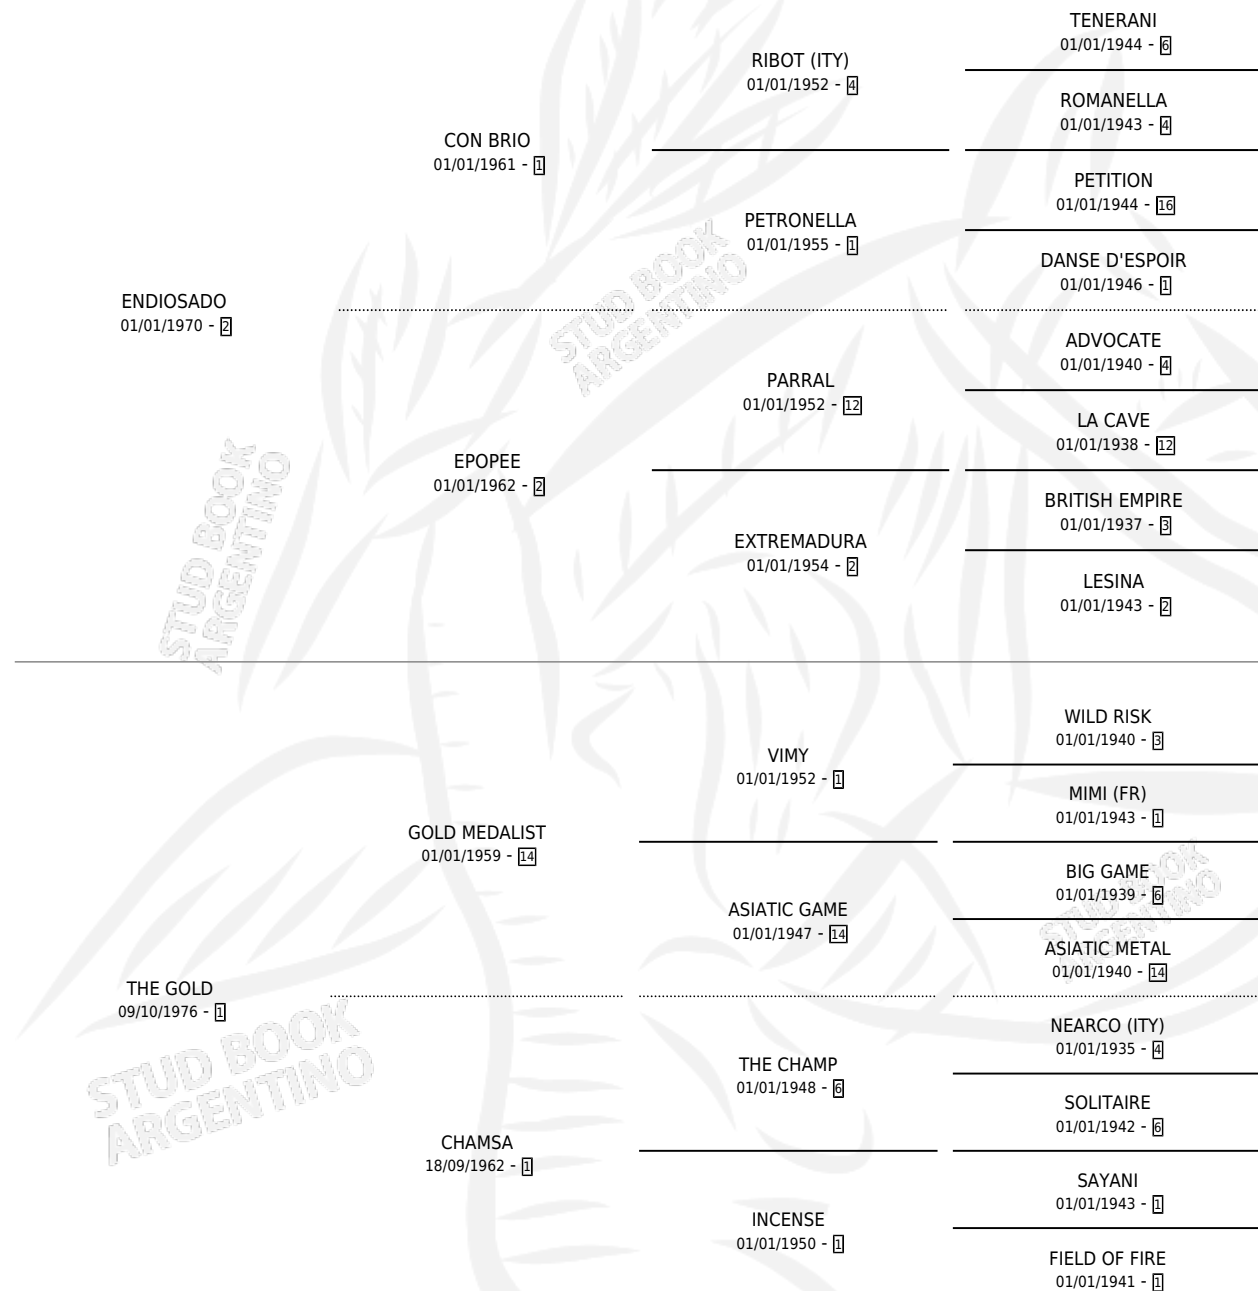 TENERANI
01/01/1944 - 6
RIBOT (ITY)
01/01/1952 - 4
ROMANELLA
01/01/1943 - 4
CON BRIO
01/01/1961 - 1
PETITION
01/01/1944 - 16
PETRONELLA
01/01/1955 - 1
DANSE D'ESPOIR
01/01/1946 - 1
ENDIOSADO
01/01/1970 - 2
ADVOCATE
01/01/1940 - 4
PARRAL
01/01/1952 - 12
LA CAVE
01/01/1938 - 12
EPOPEE
01/01/1962 - 2
BRITISH EMPIRE
01/01/1937 - 3
EXTREMADURA
01/01/1954 - 2
LESINA
01/01/1943 - 2
WILD RISK
01/01/1940 - 3
VIMY
01/01/1952 - 1
MIMI (FR)
01/01/1943 - 1
GOLD MEDALIST
01/01/1959 - 14
BIG GAME
01/01/1939 - 6
ASIATIC GAME
01/01/1947 - 14
ASIATIC METAL
01/01/1940 - 14
THE GOLD
09/10/1976 - 1
NEARCO (ITY)
01/01/1935 - 4
THE CHAMP
01/01/1948 - 6
SOLITAIRE
01/01/1942 - 6
CHAMSA
18/09/1962 - 1
SAYANI
01/01/1943 - 1
INCENSE
01/01/1950 - 1
FIELD OF FIRE
01/01/1941 - 1
STUD BOOK
ARGENTINO
STUD BOOK
ARGENTINO
STUD BOOK
ARGENTINO
STUD BOOK
ARGENTINO